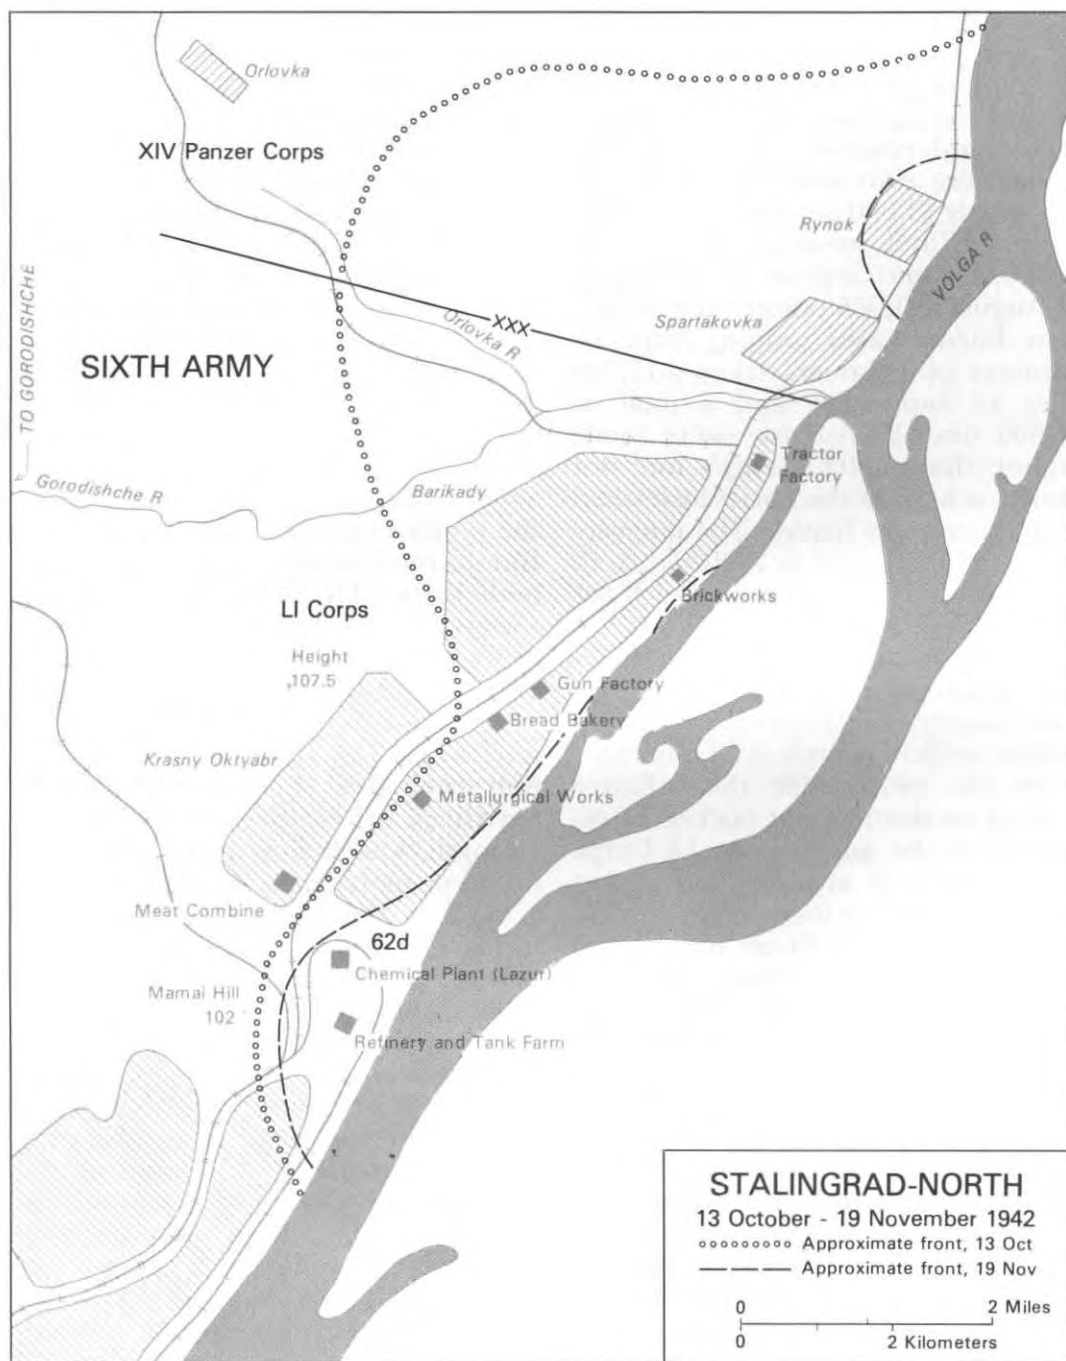 Orlovka
XIV Panzer Corps
Rynok
VOLGA R
TO GORODISHCHE
XXX
Orlovka R
Spartakovka
SIXTH ARMY
Tractor
Factory
Gorodishche R
Barikady
Brickworks
LI Corps
Height
107.5
Gun Factory
Bread Bakery
Krasny Oktyabr
Metallurgical Works
Meat Combine
62d
Chemical Plant (Lazur)
Mamai Hill
102
Refinery and Tank Farm
STALINGRAD-NORTH
13 October - 19 November 1942
Approximate front, 13 Oct
Approximate front, 19 Nov
0 2 Miles
0 2 Kilometers